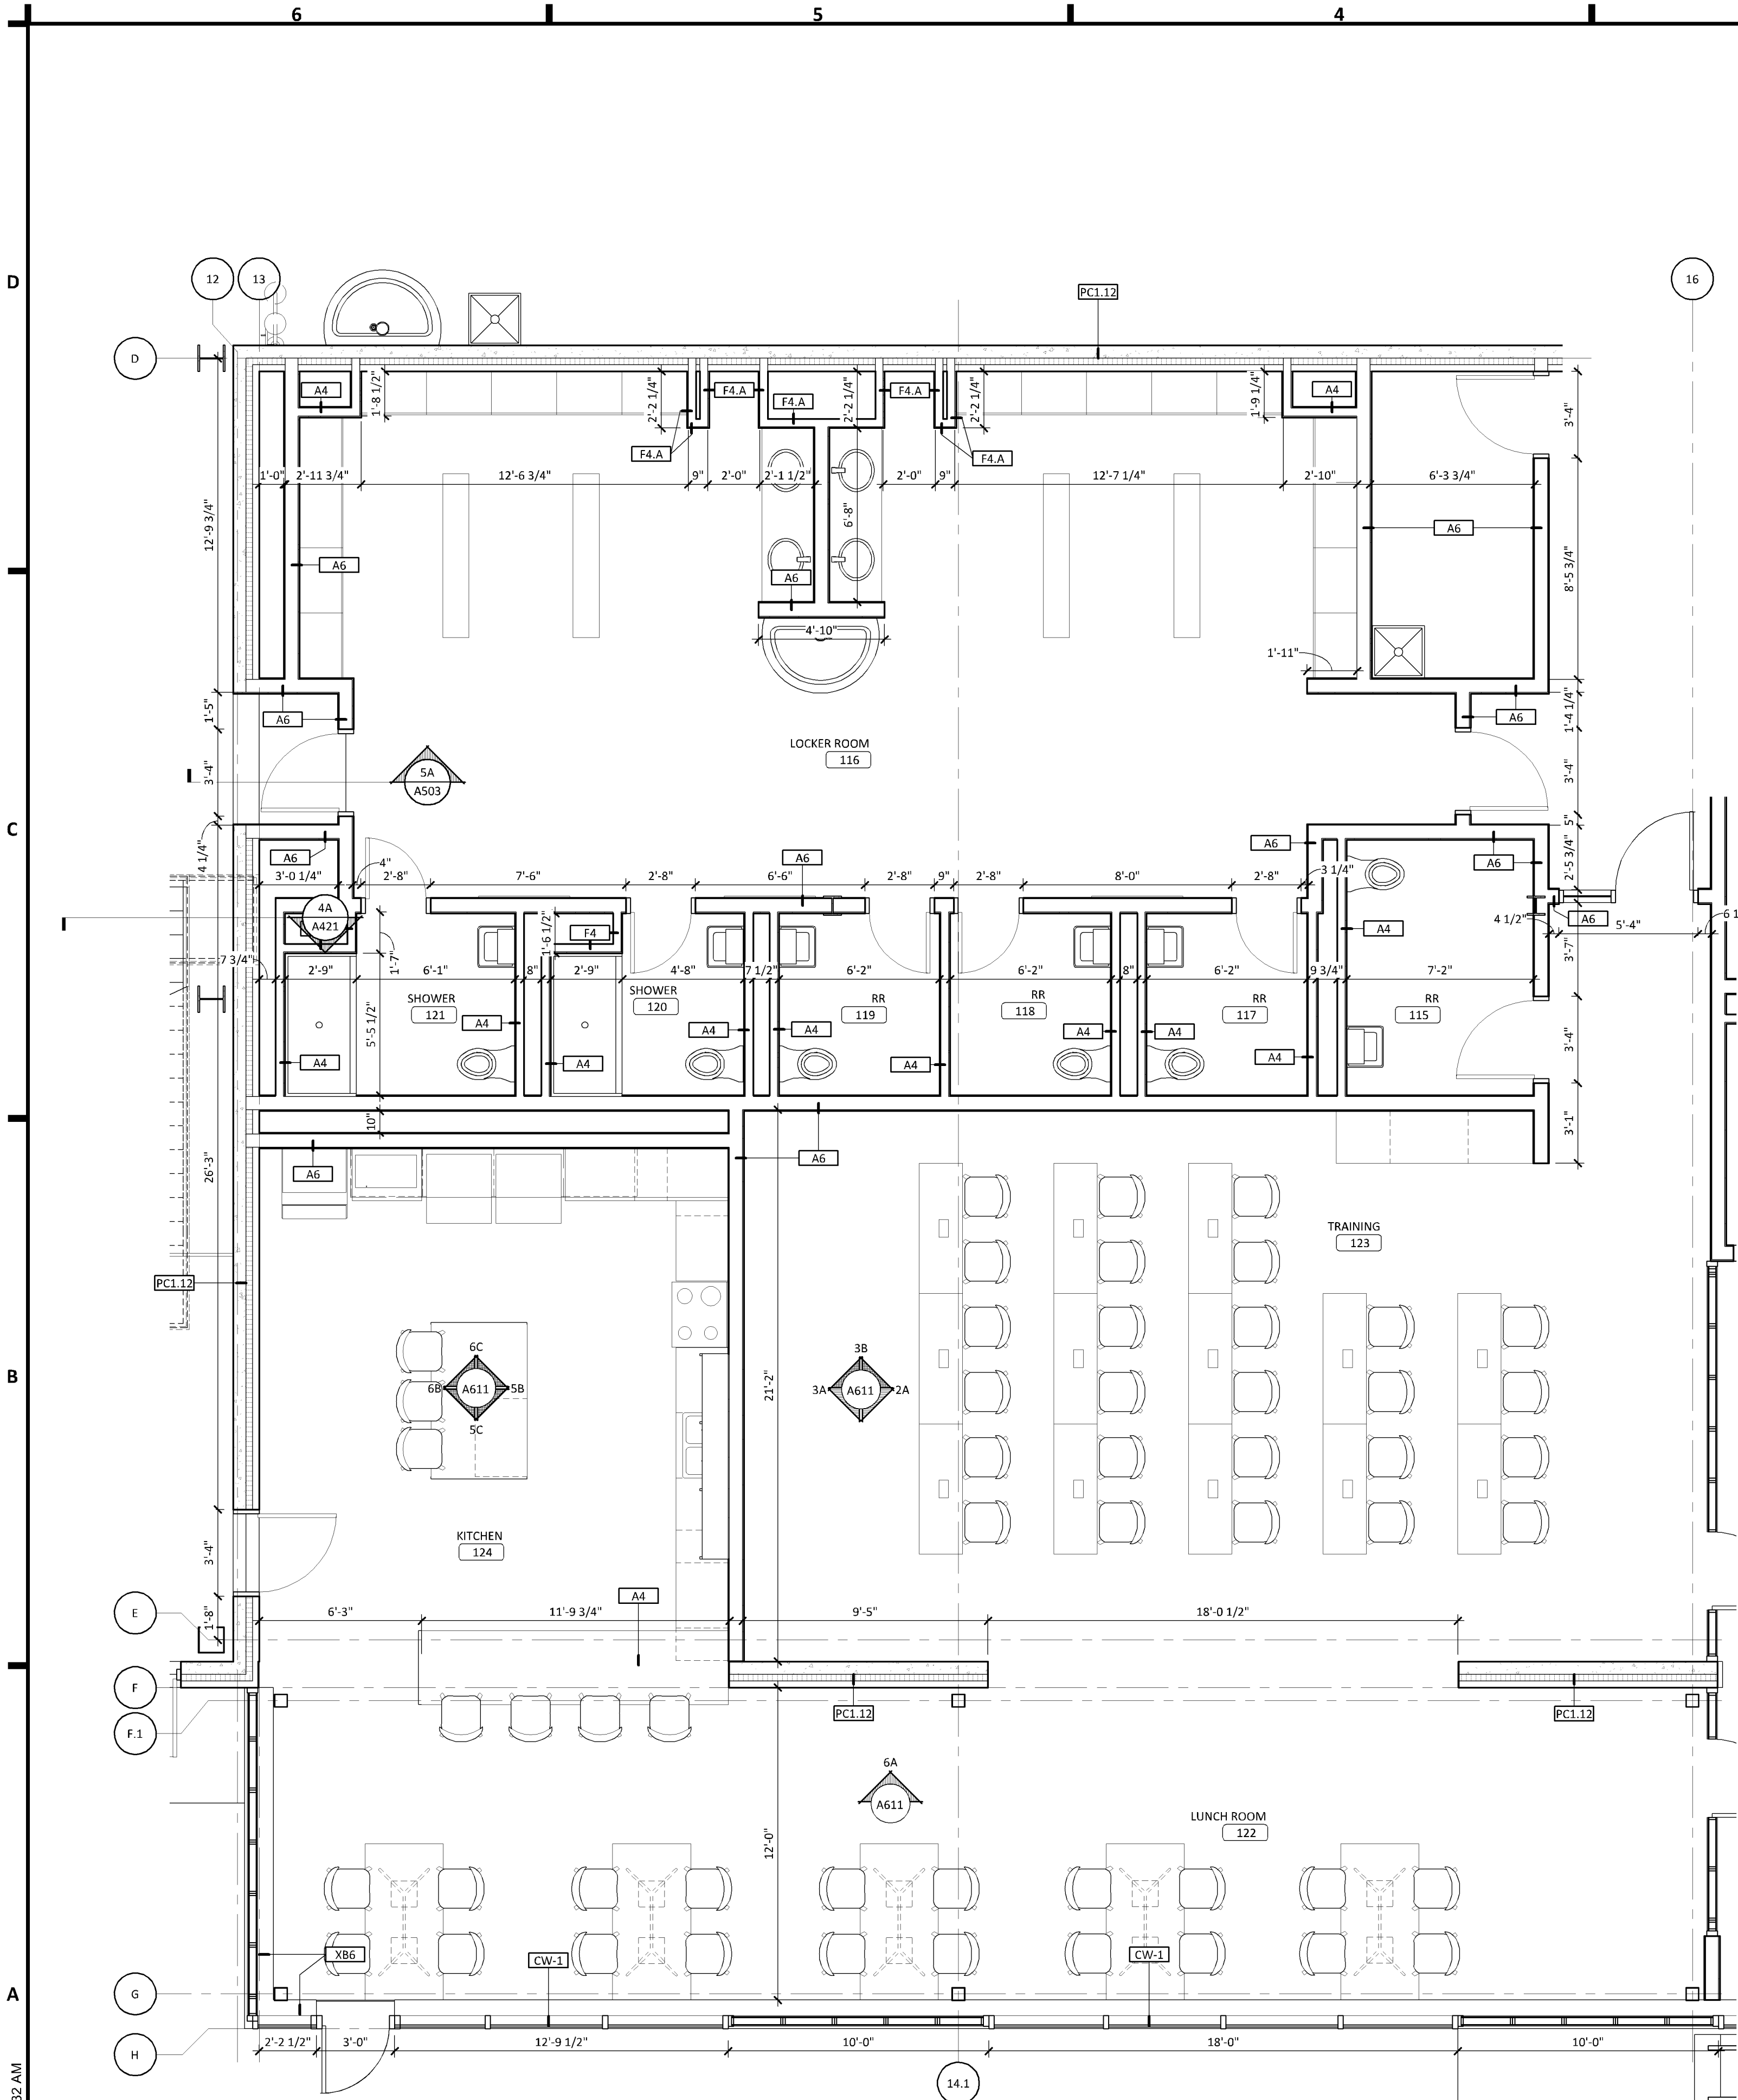 6 5 4
D
12 13 16
PC1.12
D
A4 F4.A F4.A F4.A A4
1'-8 1/2" 2'-2 1/4" 2'-2 1/4" 2'-2 1/4" 1'-9 1/4" 3'-4"
F4.A F4.A
1'-0" 2'-11 3/4" 12'-6 3/4" 9" 2'-0" 2'-1 1/2" 2'-0" 9" 12'-7 1/4" 2'-10" 6'-3 3/4"
12'-9 3/4" 6'-8" A6
A6 A6 8'-5 3/4"
4'-10"
1'-11"
1'-5" A6 A6 1'-4 1/4"
LOCKER ROOM
116
3'-4" 5A 3'-4"
A503
C
4 1/4" A6 A6 A6 A6 5"
3'-0 1/4" 4" 2'-8" 7'-6" 2'-8" 6'-6" 2'-8" 9" 2'-8" 8'-0" 2'-8" 3 1/4" 2'-5 3/4"
4A
A421 1'-6 1/2" F4 A4 4 1/2" A6 5'-4"
7 3/4" 2'-9" 1'-7" 6'-1" 8" 2'-9" 4'-8" 7 1/2" 6'-2" 6'-2" 8" 6'-2" 9 3/4" 7'-2" 3'-7"
SHOWER SHOWER RR RR RR RR
121 120 119 118 117 115
5'-5 1/2" A4 A4 A4 A4 A4 3'-4"
A4 A4 A4 A4
10" 3'-1"
26'-3" A6 A6
TRAINING
123
PC1.12
B
6C 3B
6B A611 5B 3A A611 2A
5C
21'-2"
KITCHEN
124
3'-4"
A4
E 1'-8" 6'-3" 11'-9 3/4" 9'-5" 18'-0 1/2"
F
PC1.12 PC1.12
F.1
6A
A611
LUNCH ROOM
122
12'-0"
XB6 CW-1 CW-1
A
G
2'-2 1/2" 3'-0" 12'-9 1/2" 10'-0" 18'-0" 10'-0"
H
14.1
32 AM